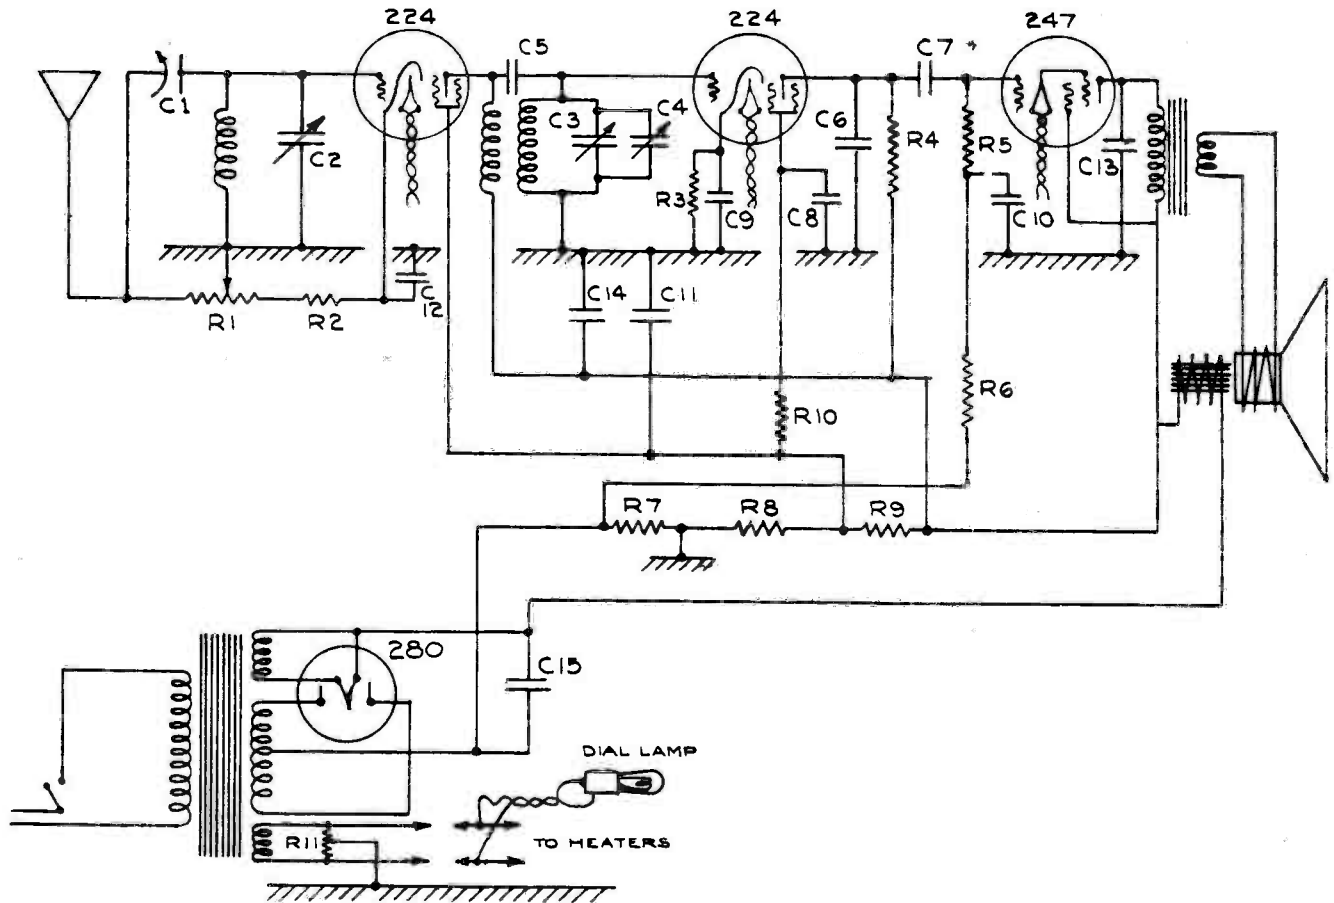 224
224
247
C5
C7
C1
C2
C3
C4
C6
R4
R5
C13
R3
C9
C8
C10
C12
R1
R2
C14
C11
R6
R10
R7
R8
R9
280
C15
DIAL LAMP
R11
TO HEATERS